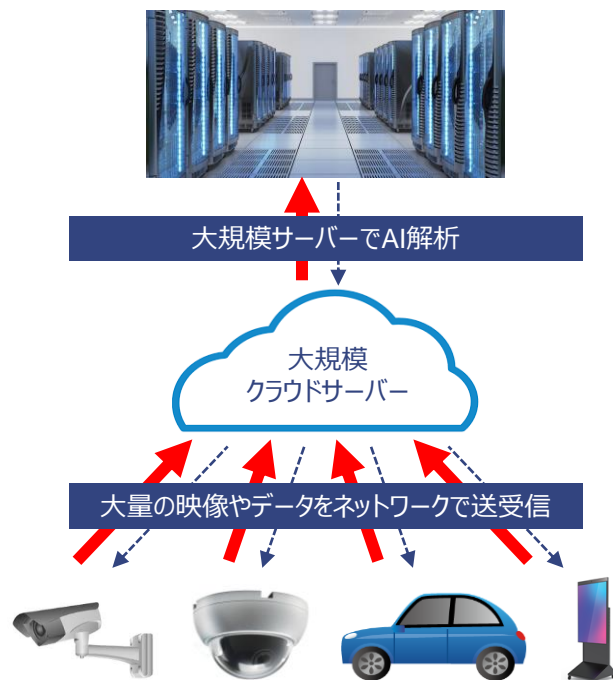 大規模サーバーでAI解析
大規模
クラウドサーバー
大量の映像やデータをネットワークで送受信